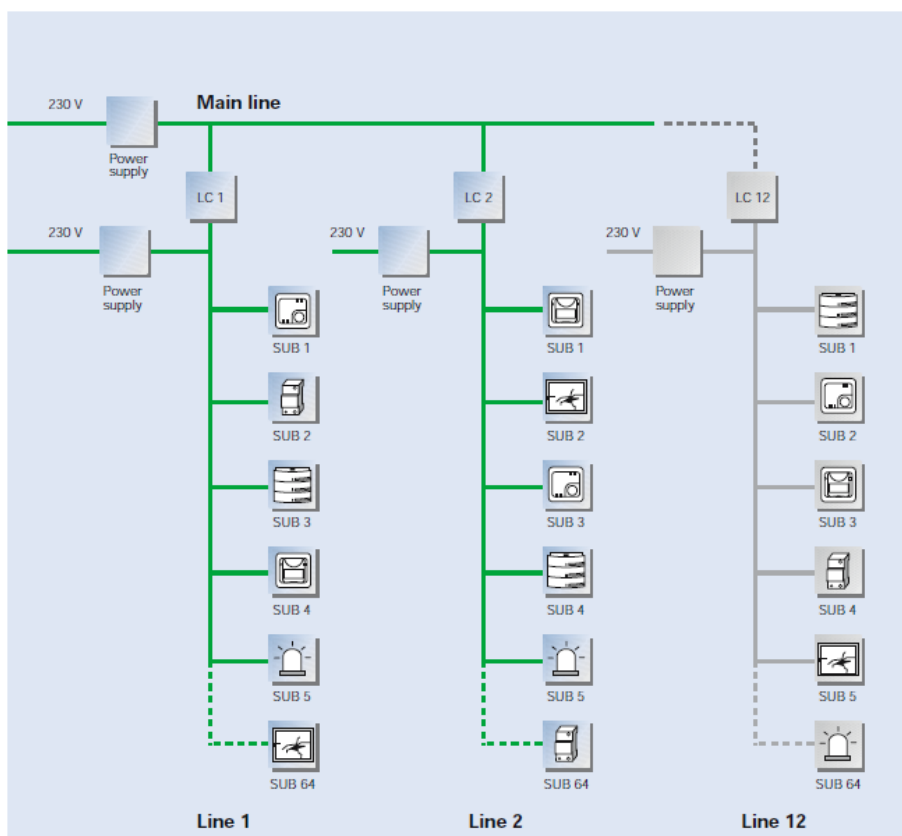 230 V
Main line
Power
supply
LC 1
LC 2
LC 12
230 V
Power
supply
230 V
Power
supply
230 V
Power
supply
SUB 1
SUB 1
SUB 1
SUB 2
SUB 2
SUB 2
SUB 3
SUB 3
SUB 3
SUB 4
SUB 4
SUB 4
SUB 5
SUB 5
SUB 5
SUB 64
SUB 64
SUB 64
Line 1
Line 2
Line 12